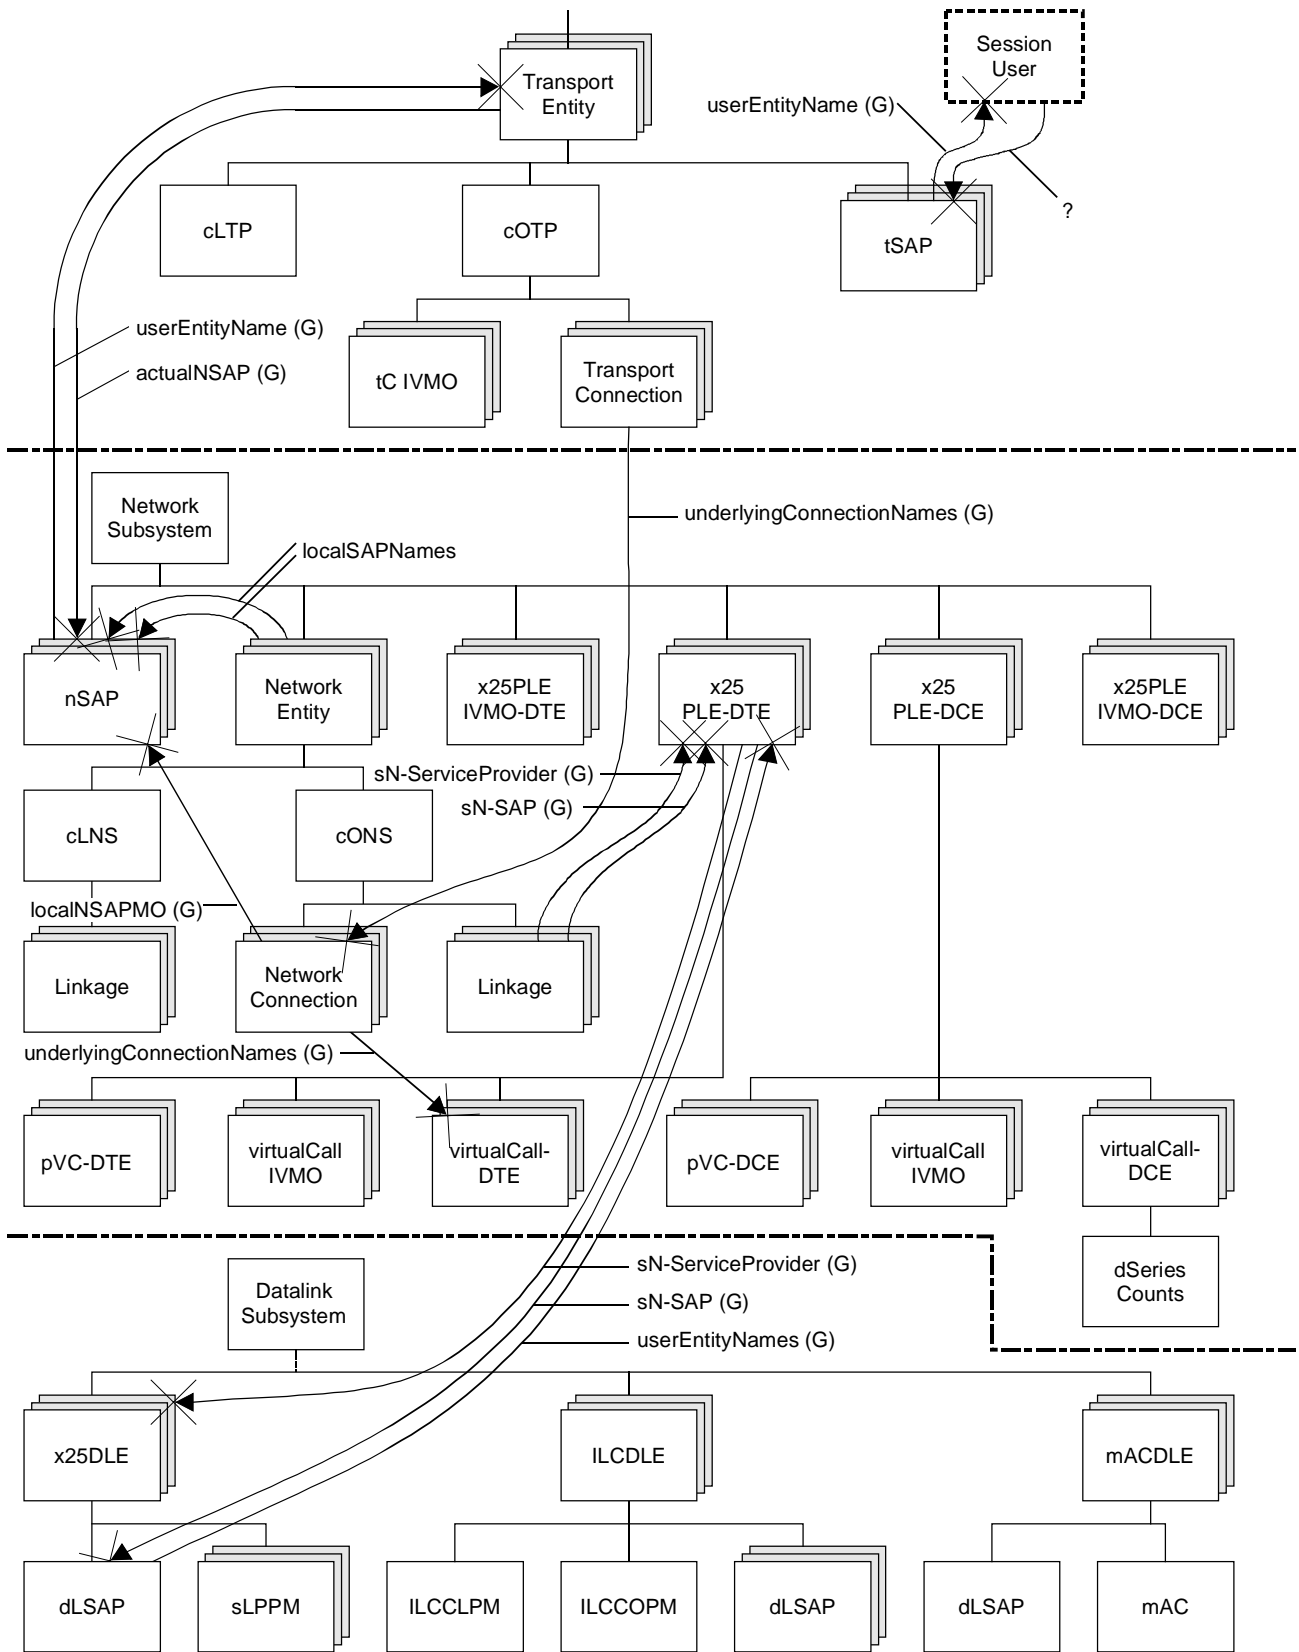 Session
User
Transport
Entity
userEntityName (G)
cLTP
cOTP
tSAP
?
userEntityName (G)
actualNSAP (G)
tC IVMO
Transport
Connection
Network
Subsystem
underlyingConnectionNames (G)
localSAPNames
nSAP
Network
Entity
x25PLE
IVMO-DTE
x25
PLE-DTE
x25
PLE-DCE
x25PLE
IVMO-DCE
sN-ServiceProvider (G)
sN-SAP (G)
cLNS
cONS
localNSAPMO (G)
Linkage
Network
Connection
Linkage
underlyingConnectionNames (G)
pVC-DTE
virtualCall
IVMO
virtualCall-
DTE
pVC-DCE
virtualCall
IVMO
virtualCall-
DCE
sN-ServiceProvider (G)
sN-SAP (G)
userEntityNames (G)
dSeries
Counts
Datalink
Subsystem
x25DLE
lLCDLE
mACDLE
dLSAP
sLPPM
lLCCLPM
lLCCOPM
dLSAP
dLSAP
mAC